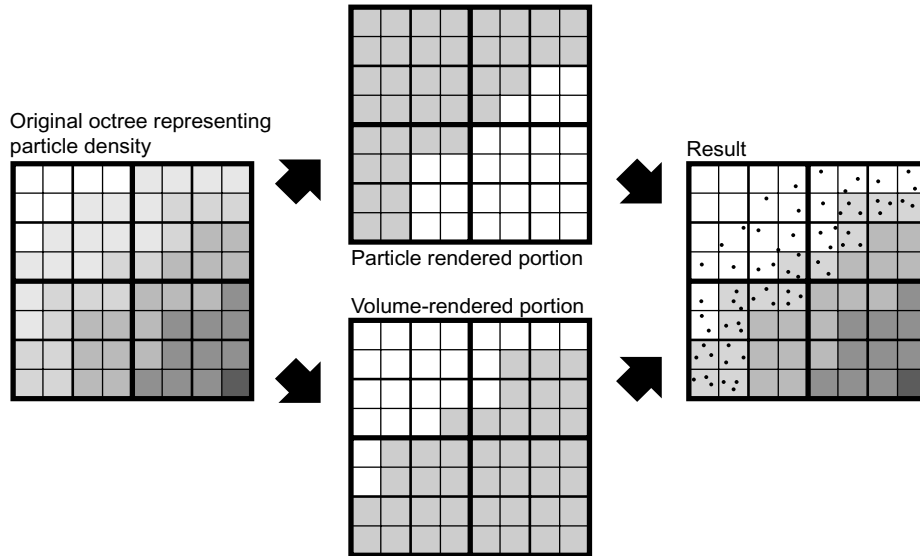 Original octree representing
particle density
Particle rendered portion
Volume-rendered portion
Result